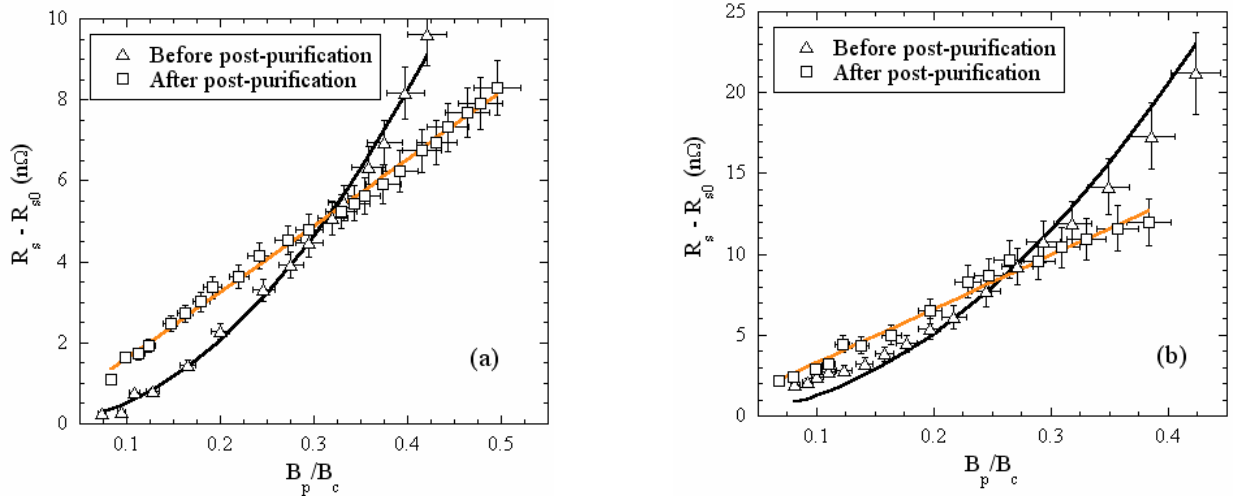 10
8
6
4
2
0
R_s - R_s0 (nΩ)
Before post-purification
After post-purification
(a)
0.1 0.2 0.3 0.4 0.5
B_p/B_c
25
20
15
10
5
0
R_s - R_s0 (nΩ)
Before post-purification
After post-purification
(b)
0.1 0.2 0.3 0.4
B_p/B_c